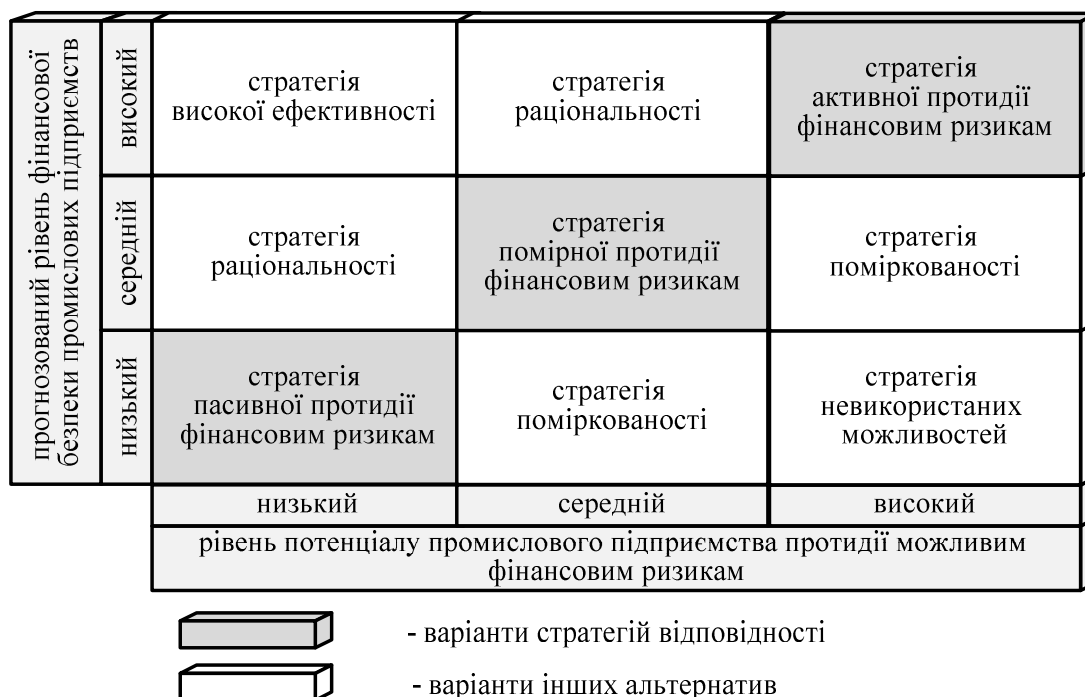 прогнозований рівень фінансової
безпеки промислових підприємств
високий
стратегія
високої ефективності
стратегія
раціональності
стратегія
активної протидії
фінансовим ризикам
середній
стратегія
раціональності
стратегія
помірної протидії
фінансовим ризикам
стратегія
поміркованості
низький
стратегія
пасивної протидії
фінансовим ризикам
стратегія
поміркованості
стратегія
невикористаних
можливостей
низький
середній
високий
рівень потенціалу промислового підприємства протидії можливим
фінансовим ризикам
- варіанти стратегій відповідності
- варіанти інших альтернатив